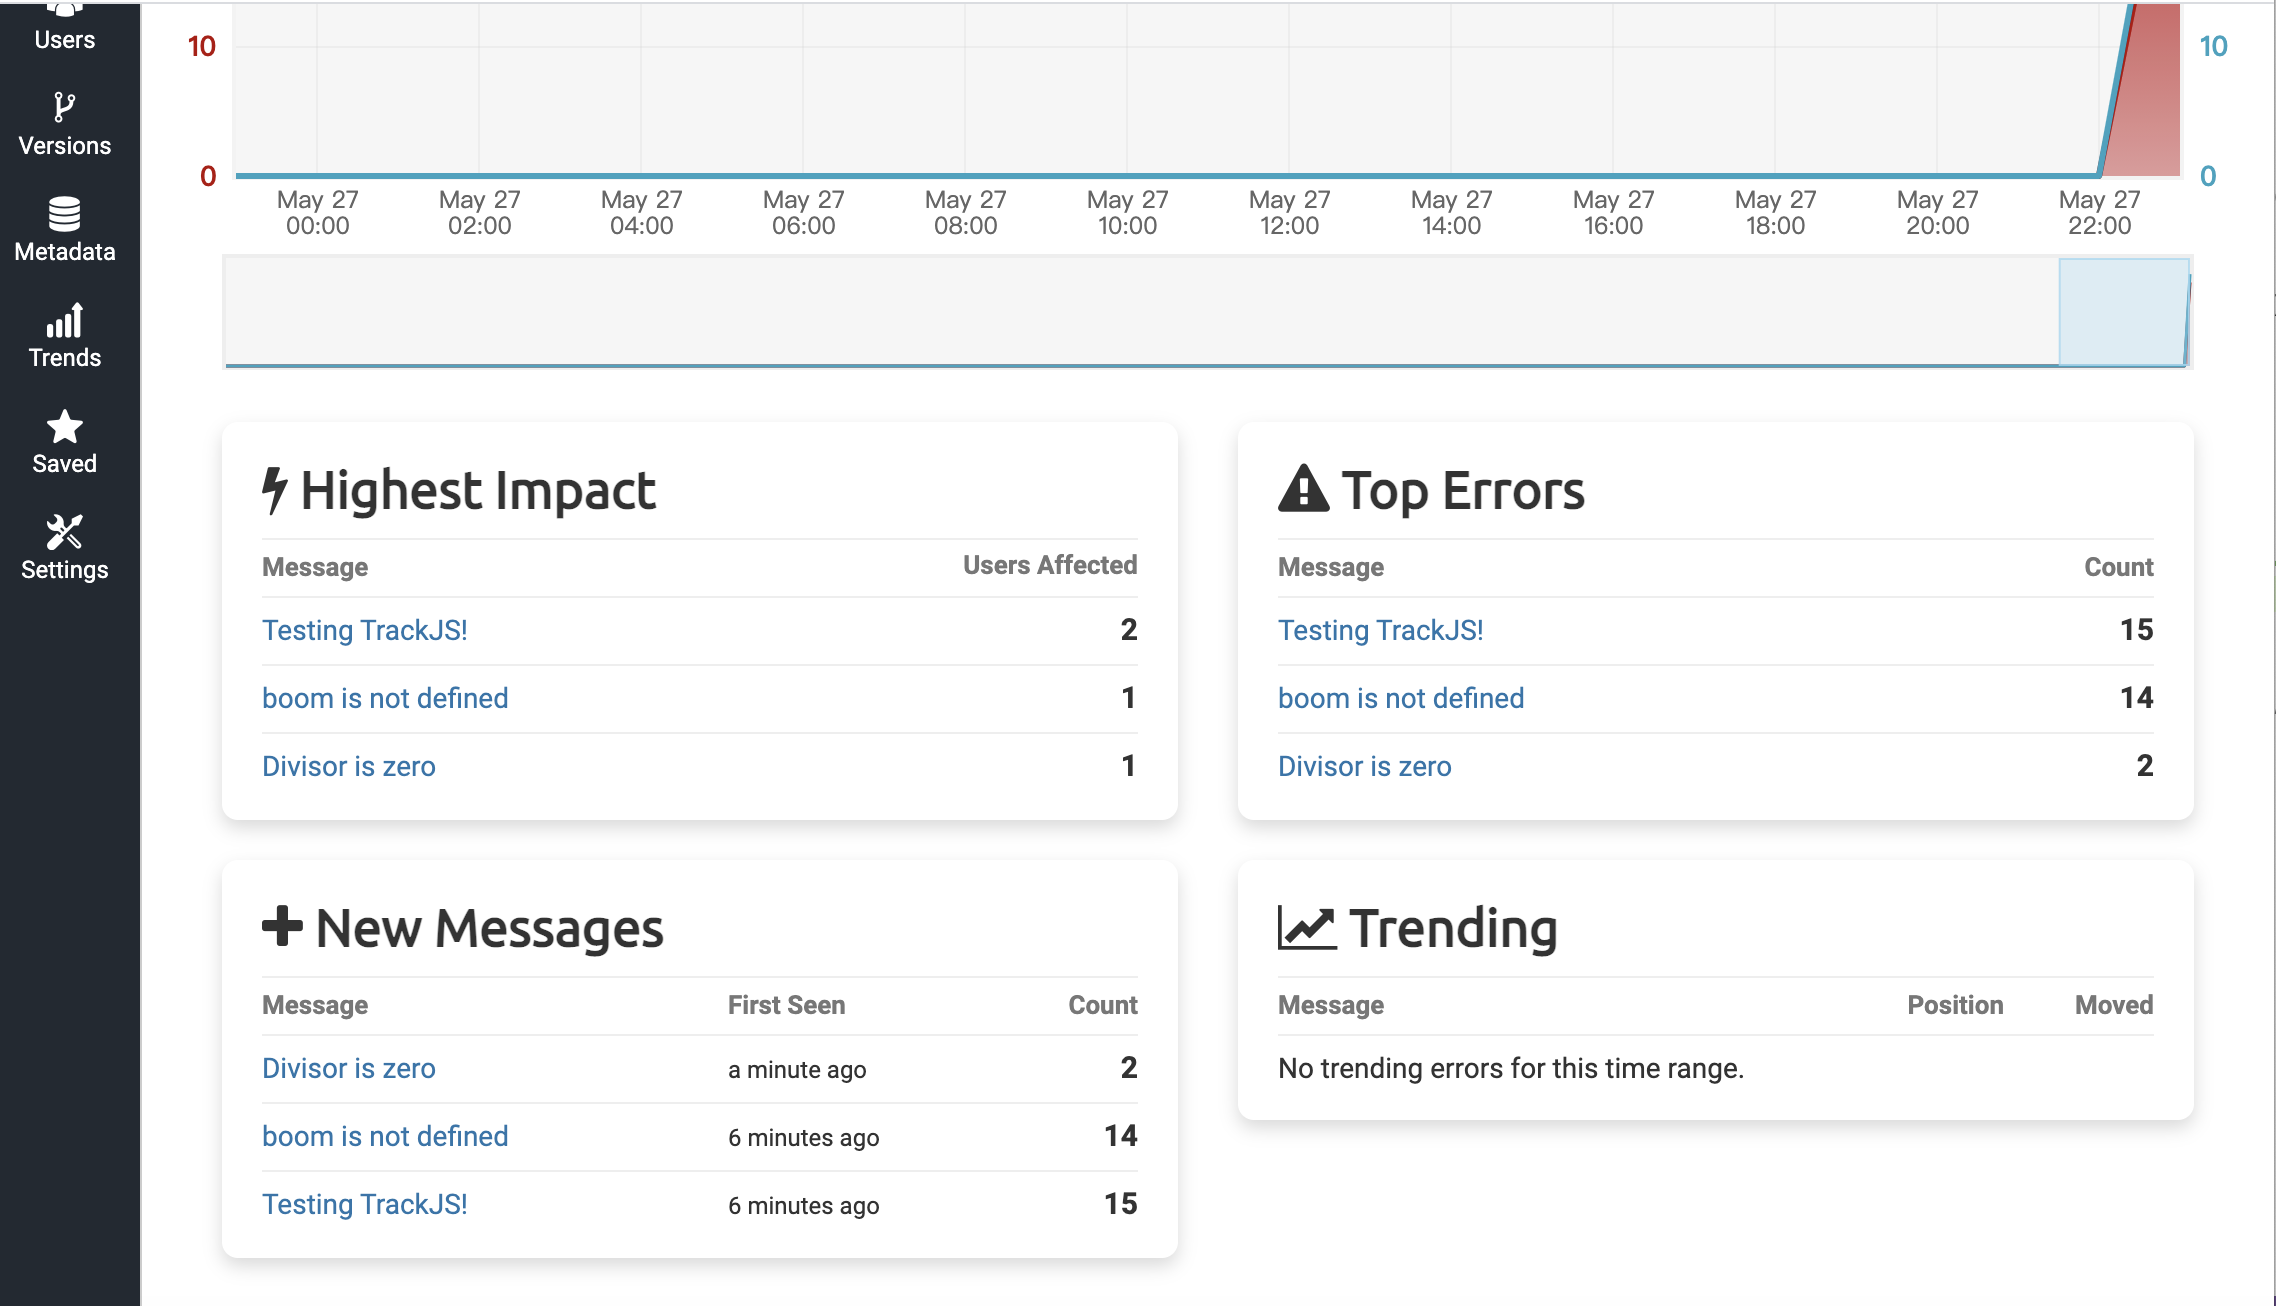 Users
Versions
Metadata
Trends
Saved
Settings
10
0
10
0
May 27 May 27 May 27 May 27 May 27 May 27 May 27 May 27 May 27 May 27 May 27 May 27
00:00 02:00 04:00 06:00 08:00 10:00 12:00 14:00 16:00 18:00 20:00 22:00
Highest Impact
Message Users Affected
Testing TrackJS! 2
boom is not defined 1
Divisor is zero 1
Top Errors
Message Count
Testing TrackJS! 15
boom is not defined 14
Divisor is zero 2
New Messages
Message First Seen Count
Divisor is zero a minute ago 2
boom is not defined 6 minutes ago 14
Testing TrackJS! 6 minutes ago 15
Trending
Message Position Moved
No trending errors for this time range.